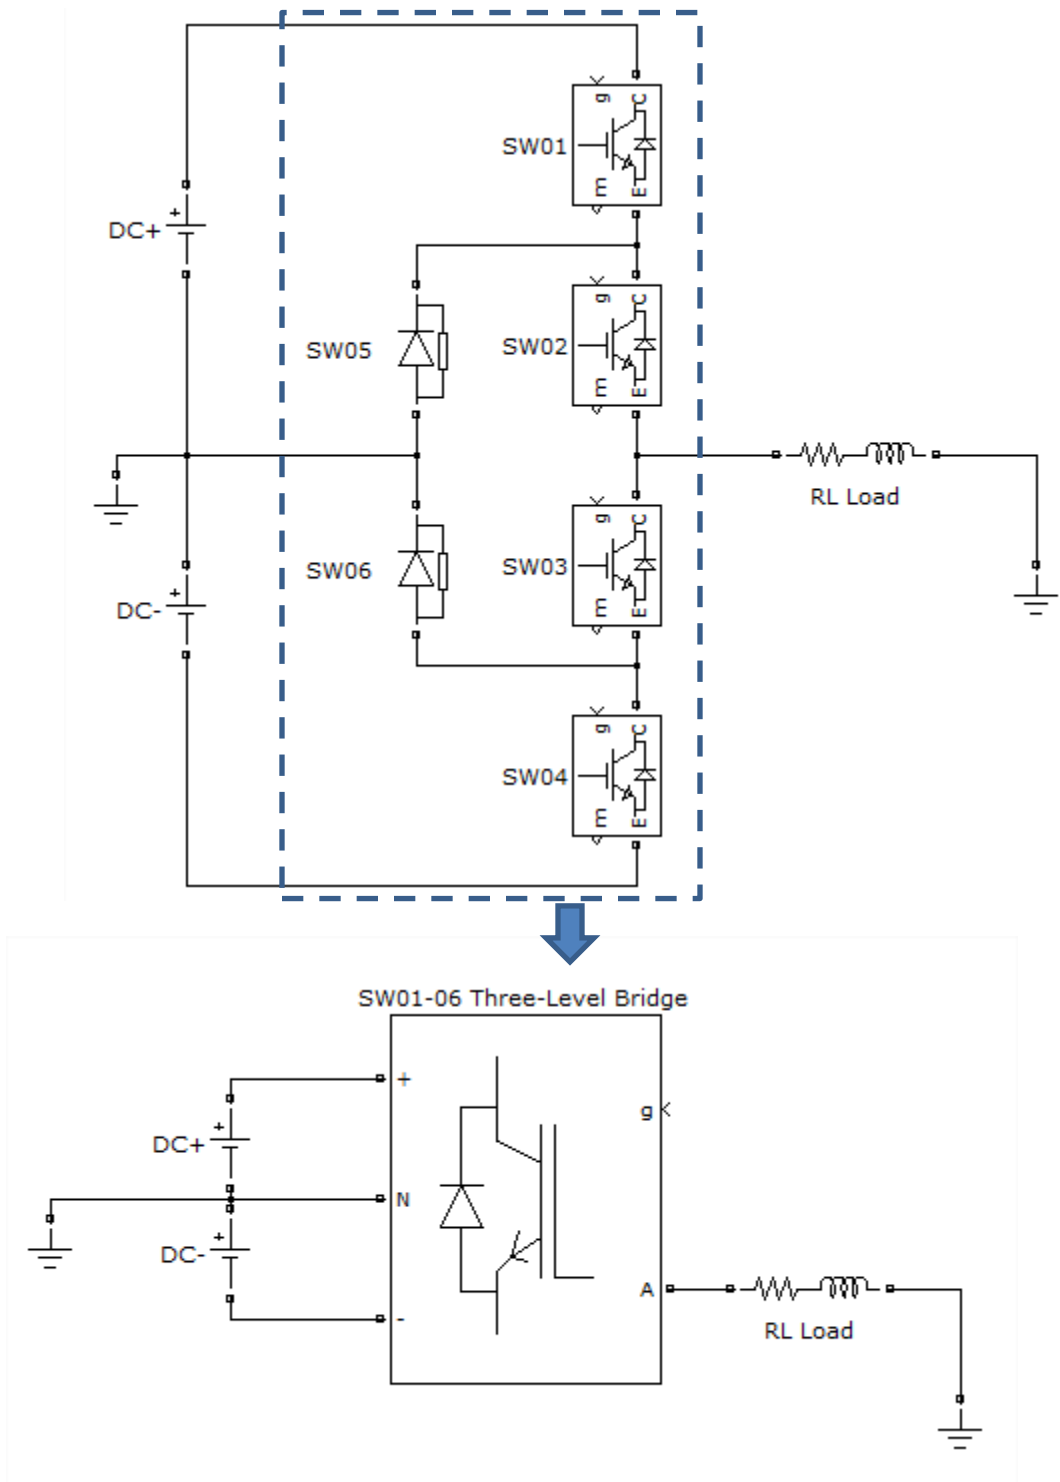 g C
SW01
m E
+
DC+
g C
SW05
SW02
m E
RL Load
g C
SW06
SW03
m E
+
DC-
g C
SW04
m E
SW01-06 Three-Level Bridge
+
g
+
DC+
N
+
DC-
A
-
RL Load